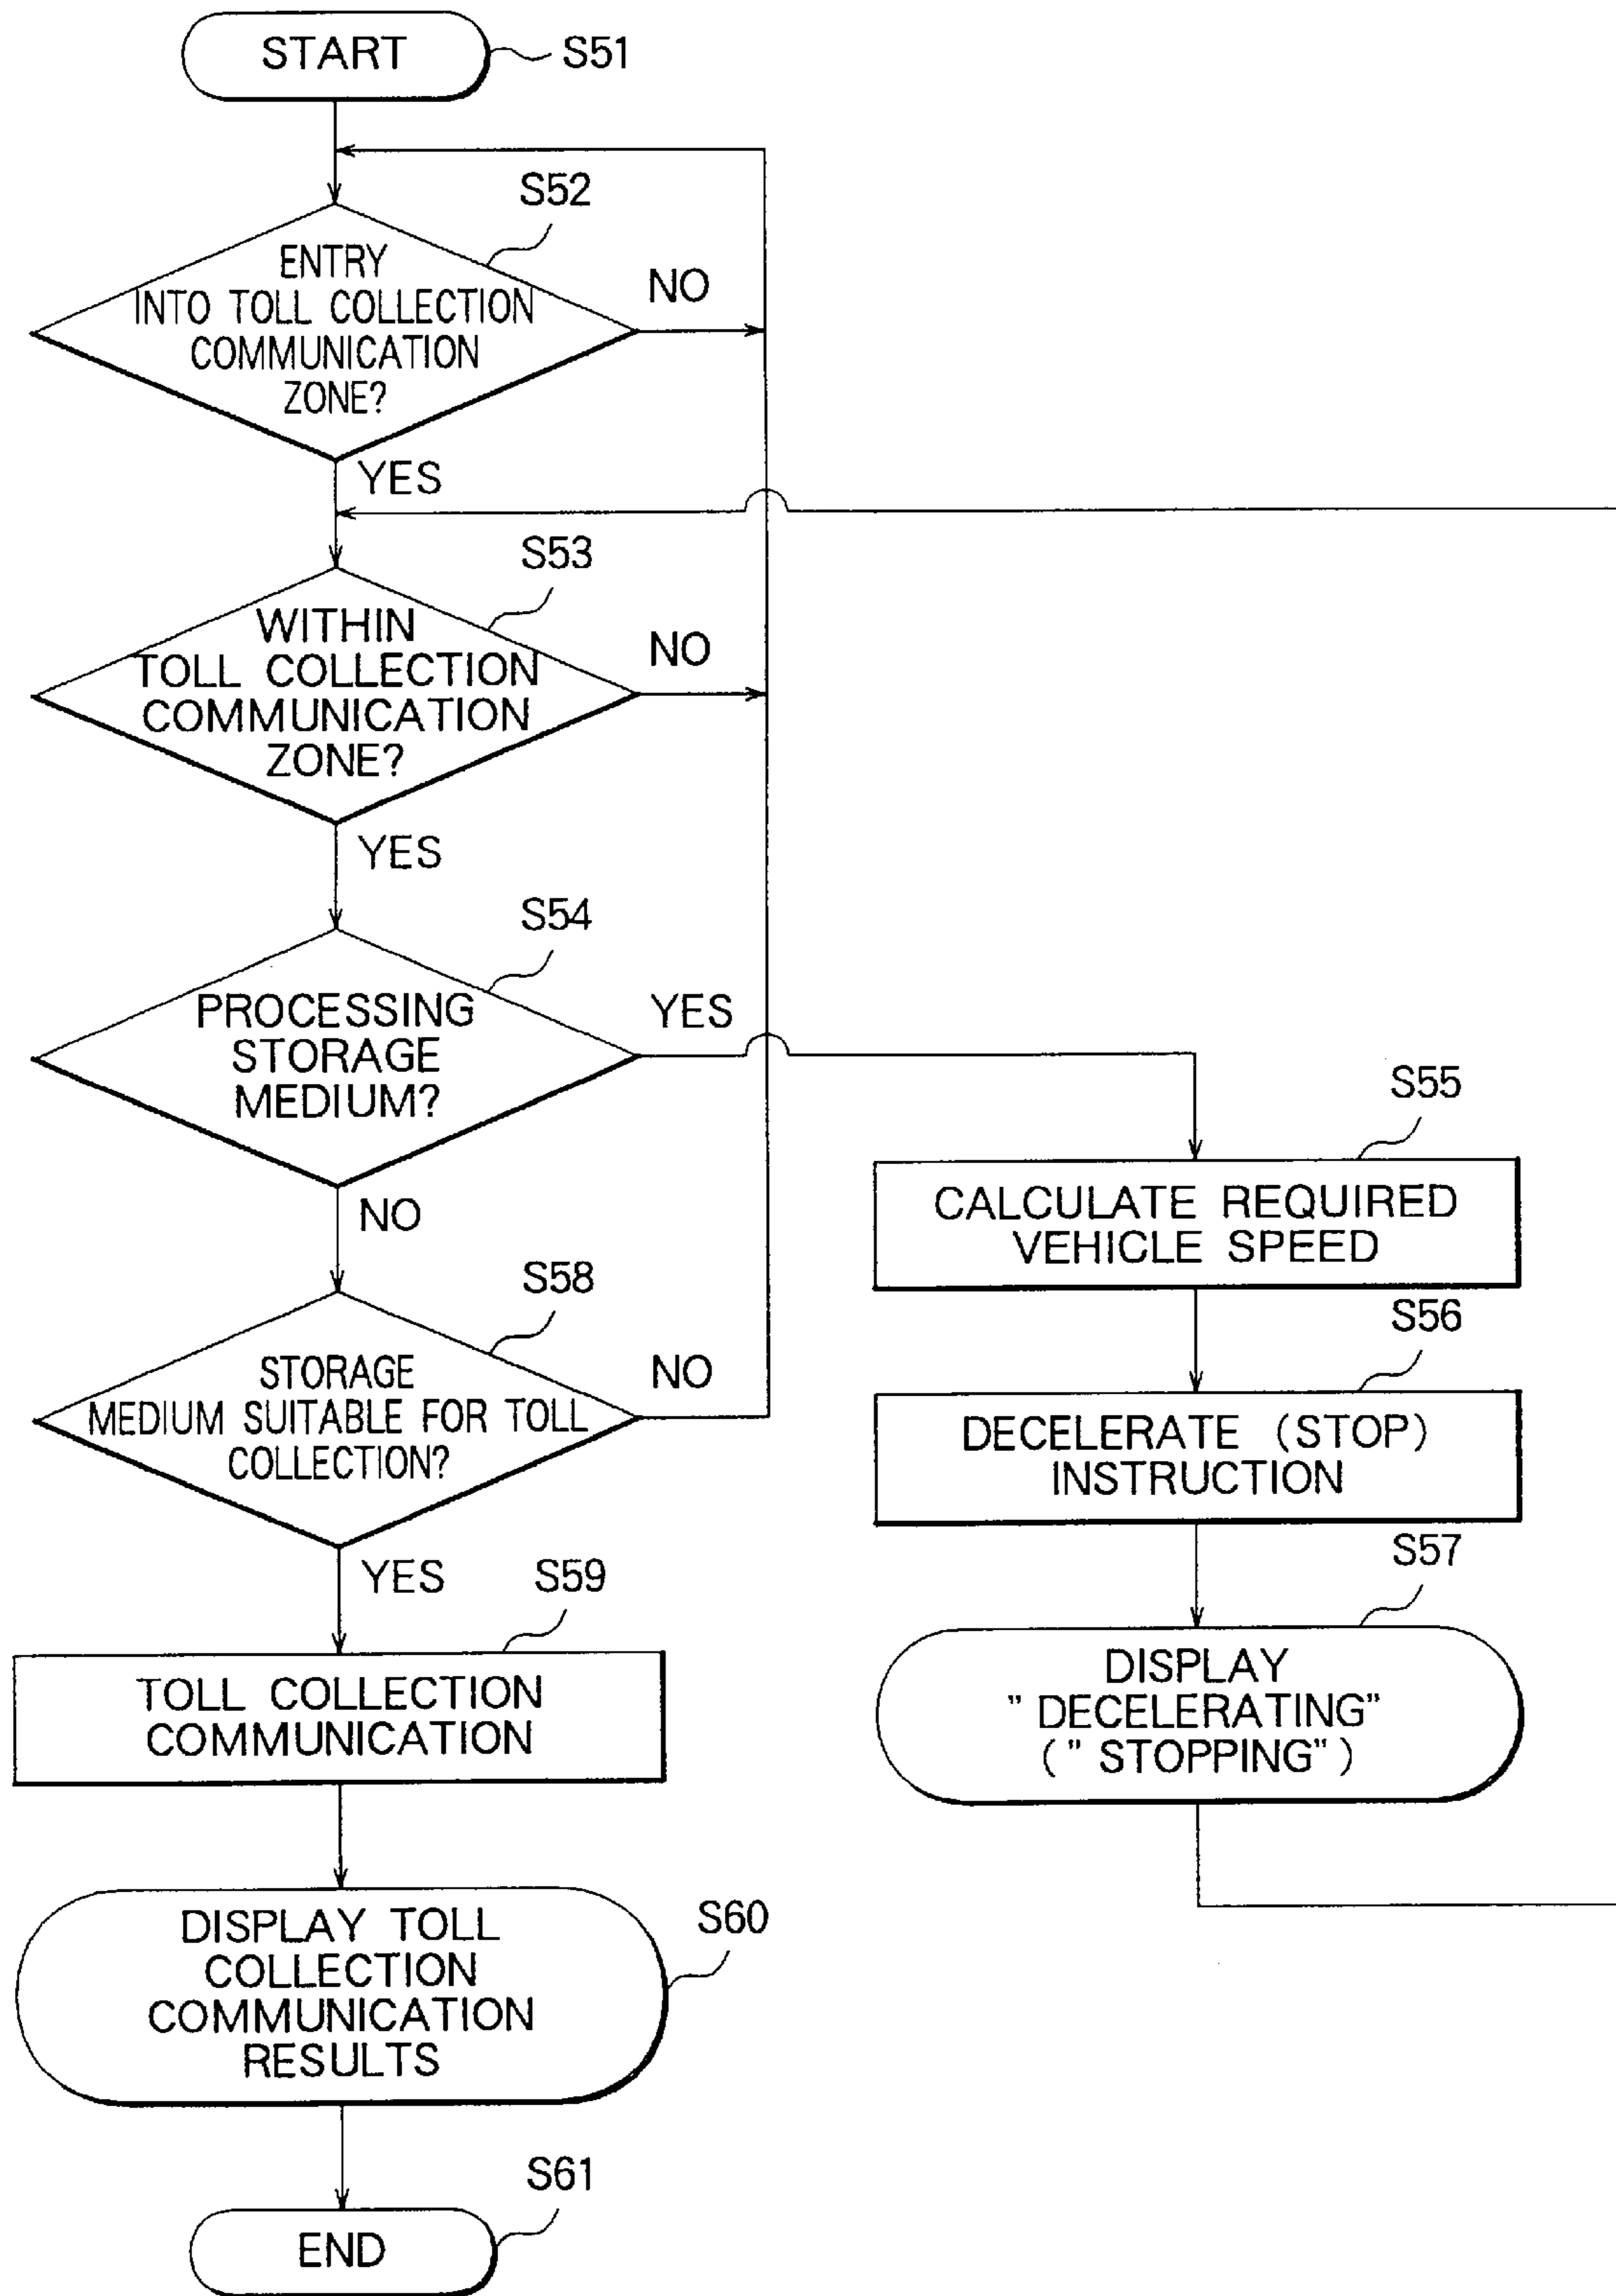 START
S51
S52
ENTRY
INTO TOLL COLLECTION
COMMUNICATION
ZONE?
NO
YES
S53
WITHIN
TOLL COLLECTION
COMMUNICATION
ZONE?
NO
YES
S54
PROCESSING
STORAGE
MEDIUM?
YES
NO
S55
CALCULATE REQUIRED
VEHICLE SPEED
S56
DECELERATE (STOP)
INSTRUCTION
S57
DISPLAY
" DECELERATING"
(" STOPPING")
S58
STORAGE
MEDIUM SUITABLE FOR TOLL
COLLECTION?
NO
YES
S59
TOLL COLLECTION
COMMUNICATION
S60
DISPLAY TOLL
COLLECTION
COMMUNICATION
RESULTS
S61
END